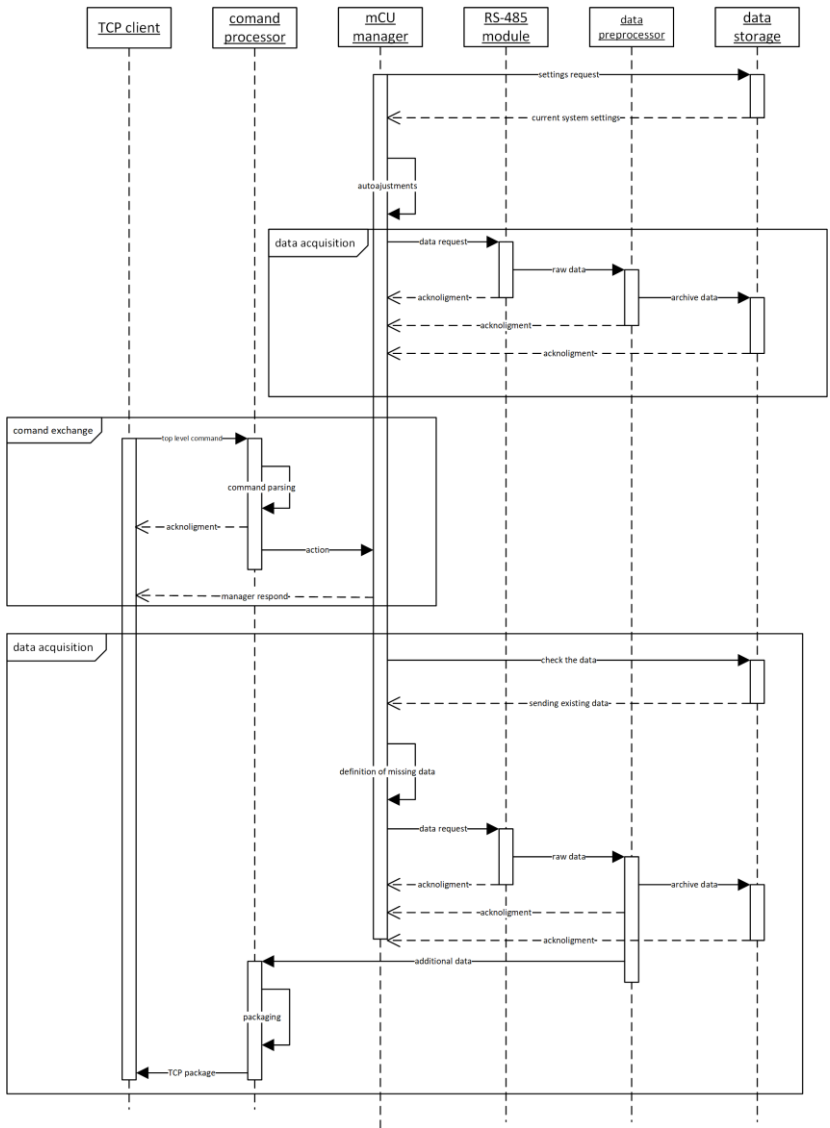 TCP client
comand
processor
mCU
manager
RS-485
module
data
preprocessor
data
storage
settings request
current system settings
autoajustments
data acquisition
data request
raw data
acknoligment
archive data
acknoligment
acknoligment
comand exchange
top level command
command parsing
acknoligment
action
manager respond
data acquisition
check the data
sending existing data
definition of missing data
data request
raw data
acknoligment
archive data
acknoligment
acknoligment
additional data
packaging
TCP package